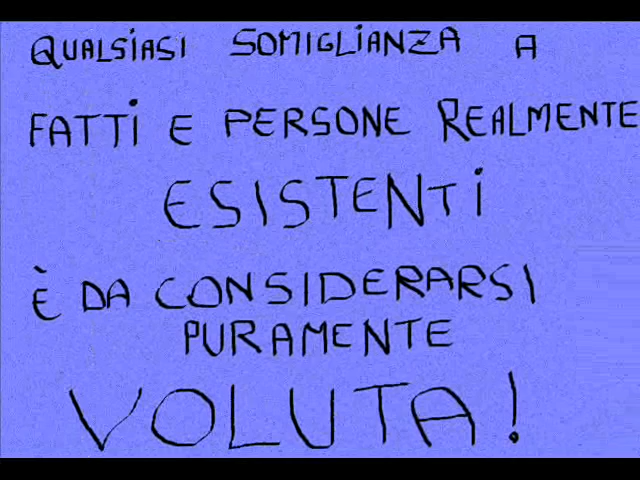 QUALSIASI SOMIGLIANZA A
FATTI E PERSONE REALMENTE
ESISTENTI
È DA CONSIDERARSI
PURAMENTE
VOLUTA!